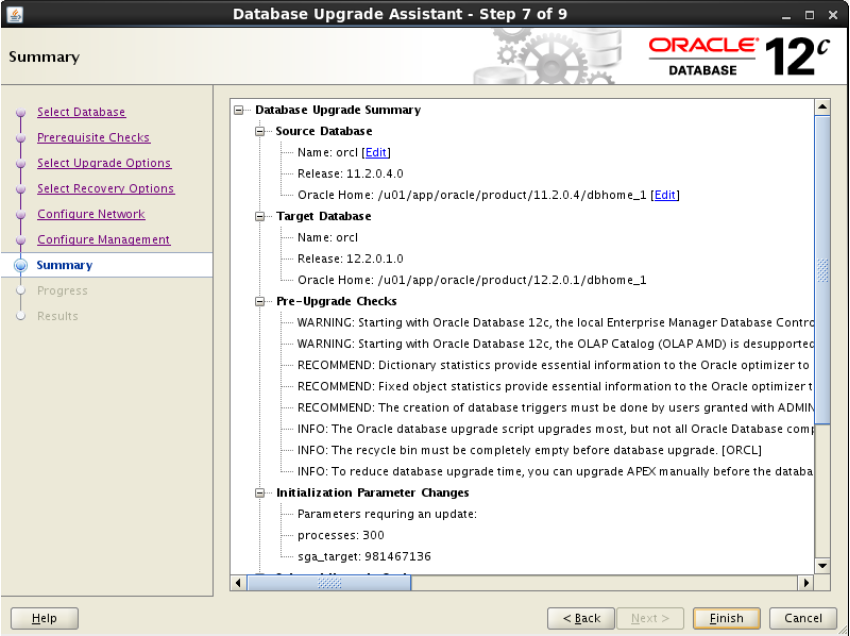 Database Upgrade Assistant - Step 7 of 9
Summary
ORACLE
DATABASE
12c
Select Database
Prerequisite Checks
Select Upgrade Options
Select Recovery Options
Configure Network
Configure Management
Summary
Progress
Results
Database Upgrade Summary
Source Database
Name: orcl [Edit]
Release: 11.2.0.4.0
Oracle Home: /u01/app/oracle/product/11.2.0.4/dbhome_1 [Edit]
Target Database
Name: orcl
Release: 12.2.0.1.0
Oracle Home: /u01/app/oracle/product/12.2.0.1/dbhome_1
Pre-Upgrade Checks
WARNING: Starting with Oracle Database 12c, the local Enterprise Manager Database Contro
WARNING: Starting with Oracle Database 12c, the OLAP Catalog (OLAP AMD) is desupported
RECOMMEND: Dictionary statistics provide essential information to the Oracle optimizer to
RECOMMEND: Fixed object statistics provide essential information to the Oracle optimizer t
RECOMMEND: The creation of database triggers must be done by users granted with ADMIN
INFO: The Oracle database upgrade script upgrades most, but not all Oracle Database comp
INFO: The recycle bin must be completely empty before database upgrade. [ORCL]
INFO: To reduce database upgrade time, you can upgrade APEX manually before the databa
Initialization Parameter Changes
Parameters requring an update:
processes: 300
sga_target: 981467136
Help
< Back
Next >
Finish
Cancel